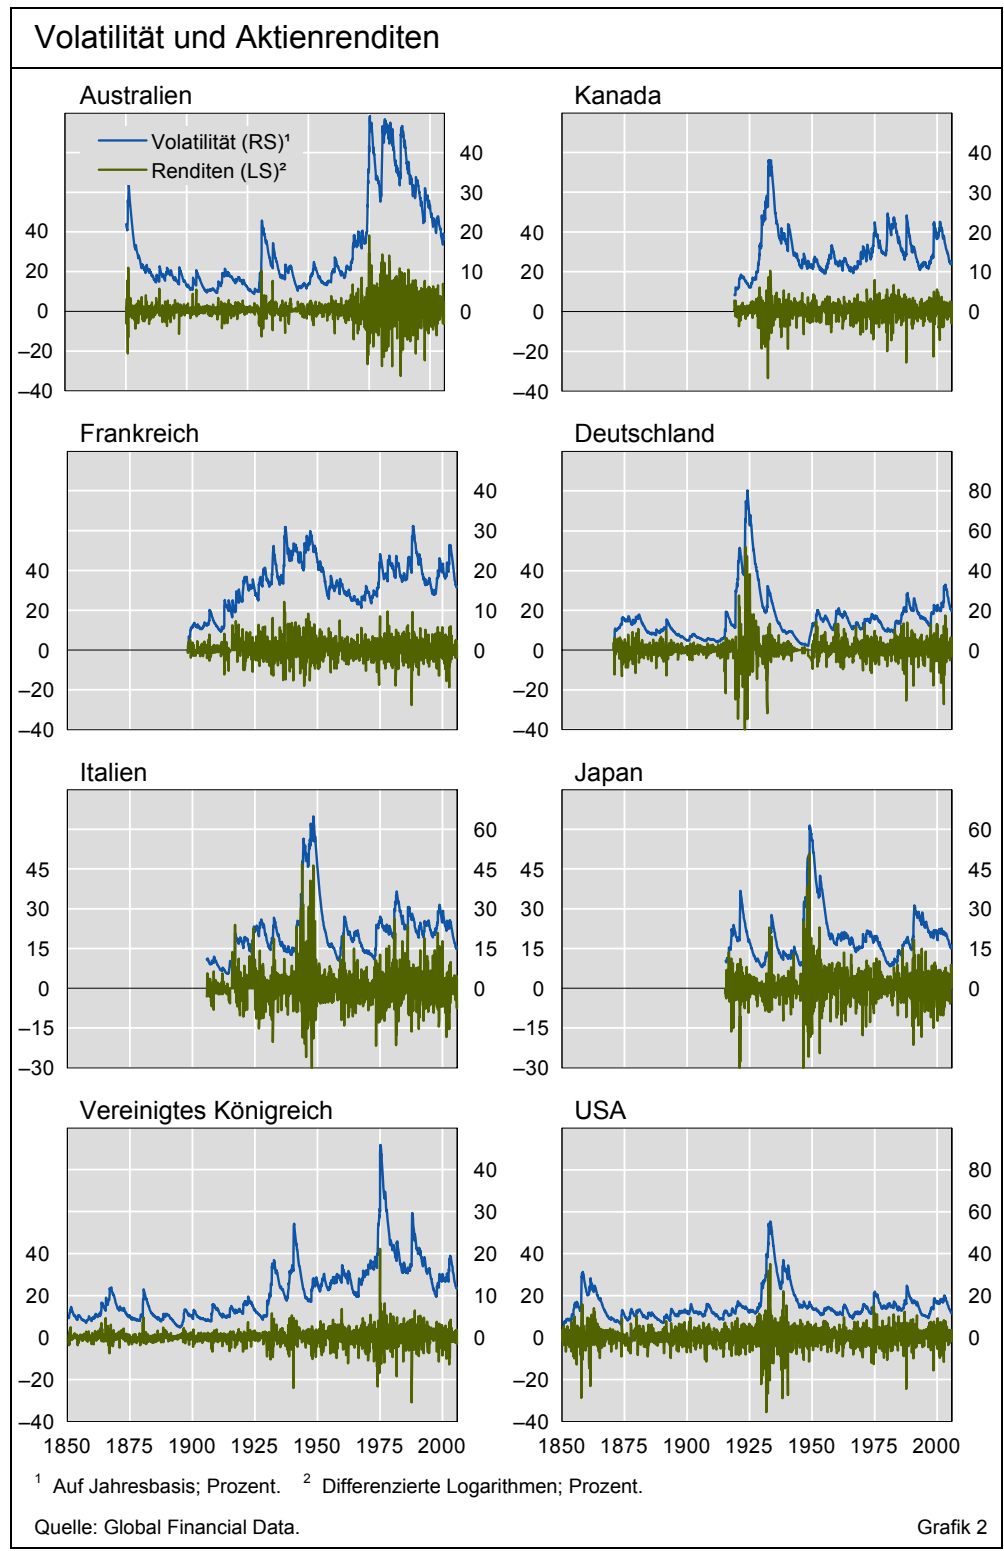 Volatilität und Aktienrenditen
Australien
Kanada
Volatilität (RS)¹
Renditen (LS)²
40 40
30 30
40 20 40 20
20 10 20 10
0 0 0 0
–20 –20
–40 –40
Frankreich
Deutschland
40 80
30 60
40 20 40 40
20 10 20 20
0 0 0 0
–20 –20
–40 –40
Italien
Japan
60 60
45 45 45 45
30 30 30 30
15 15 15 15
0 0 0 0
–15 –15
–30 –30
Vereinigtes Königreich
USA
40 80
30 60
40 20 40 40
20 10 20 20
0 0 0 0
–20 –20
–40 –40
1850 1875 1900 1925 1950 1975 2000 1850 1875 1900 1925 1950 1975 2000
¹ Auf Jahresbasis; Prozent. ² Differenzierte Logarithmen; Prozent.
Quelle: Global Financial Data. Grafik 2